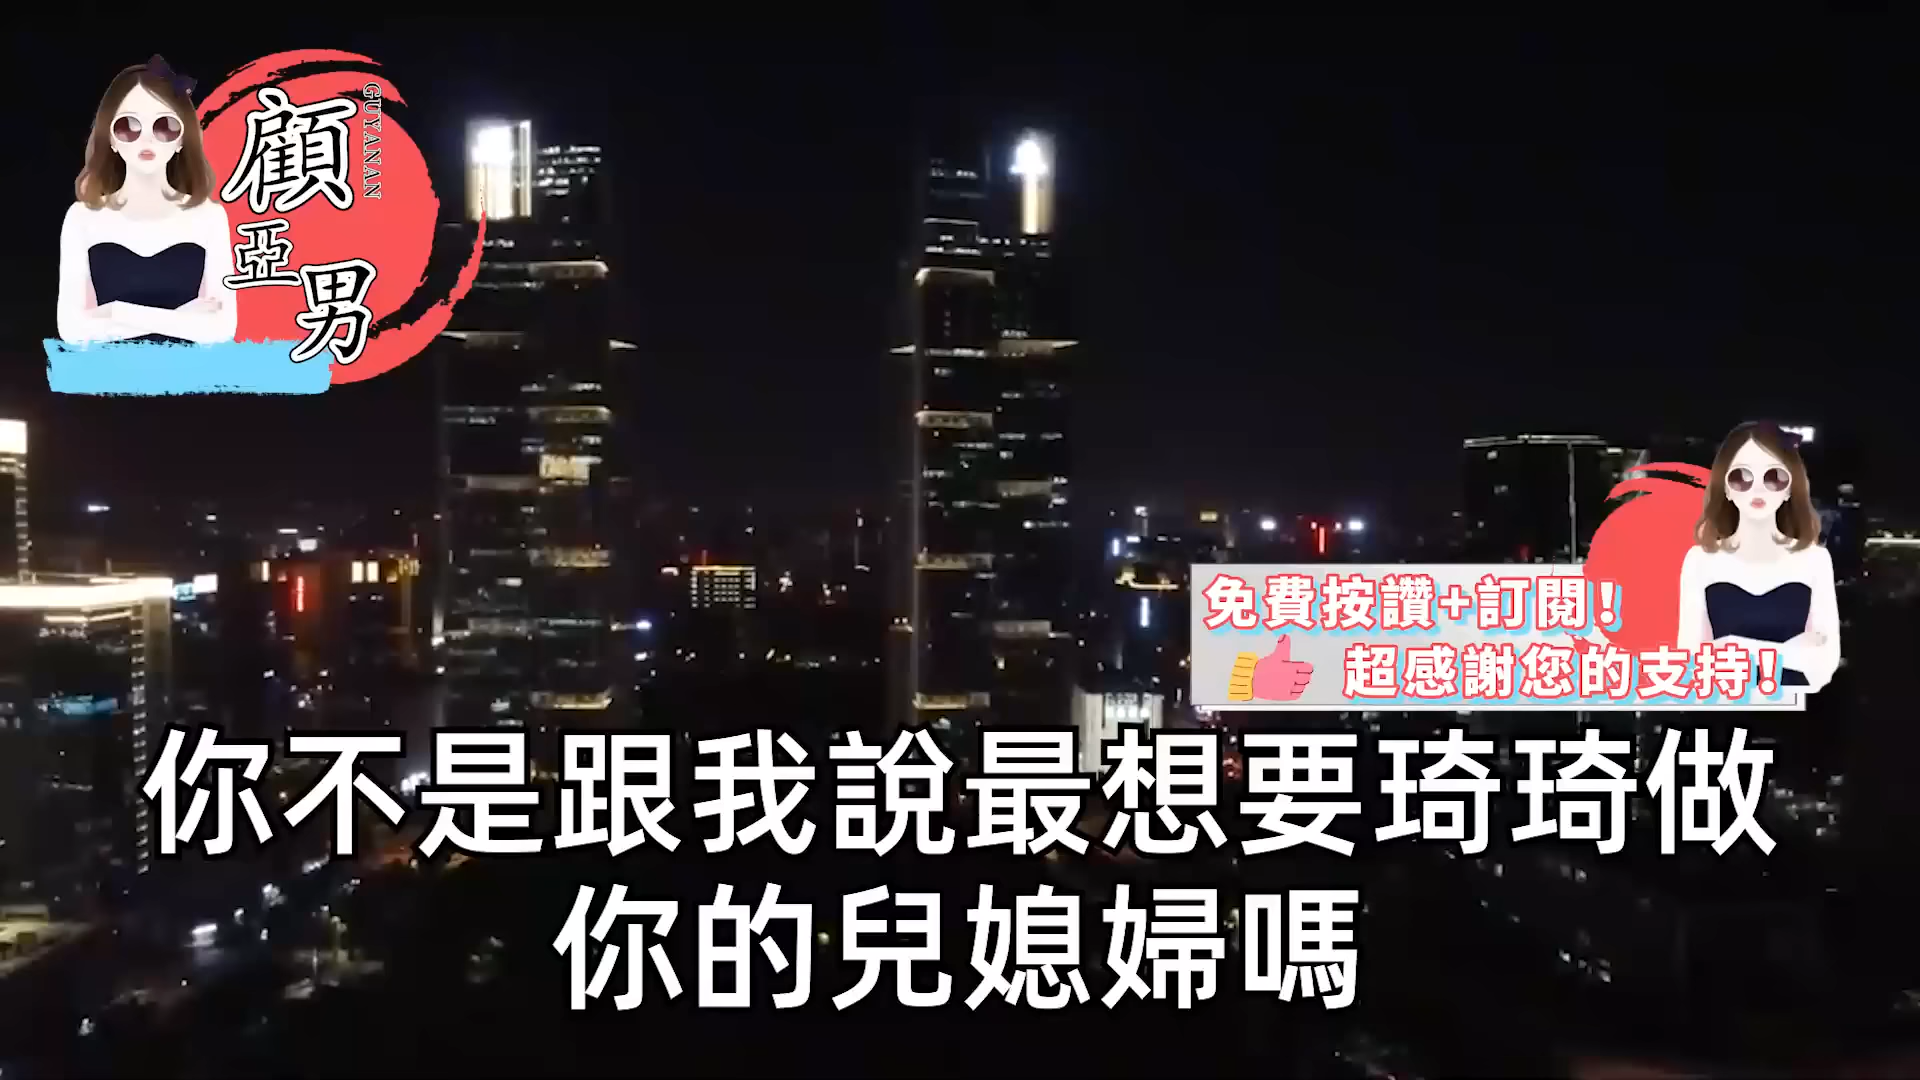 顧亞男
GUYANAN
免費按讚+訂閱!
超感謝您的支持!
你不是跟我說最想要琦琦做
你的兒媳婦嗎